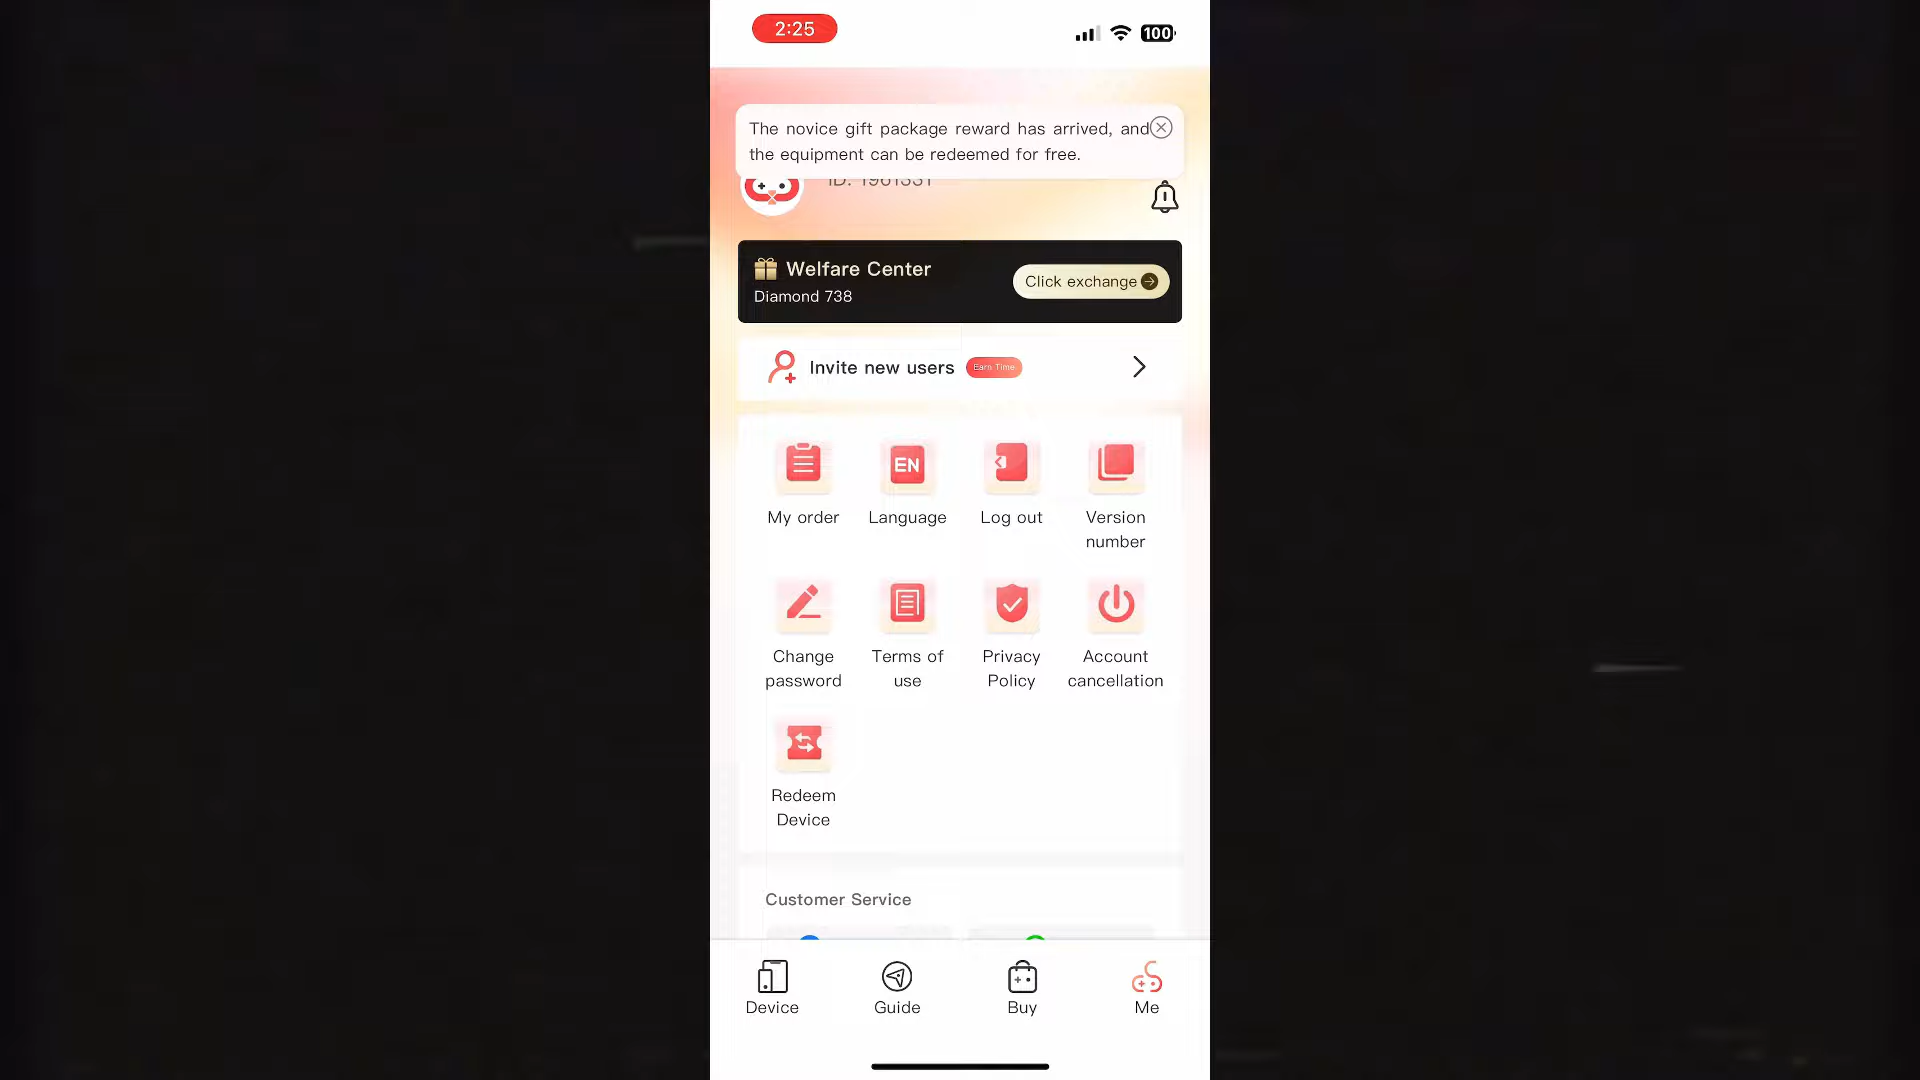 2:25
100
The novice gift package reward has arrived, and
the equipment can be redeemed for free.
ID: 1961331
Welfare Center
Diamond 738
Click exchange
Invite new users
Earn Time
My order
EN
Language
Log out
Version
number
Change
password
Terms of
use
Privacy
Policy
Account
cancellation
Redeem
Device
Customer Service
Device
Guide
Buy
Me